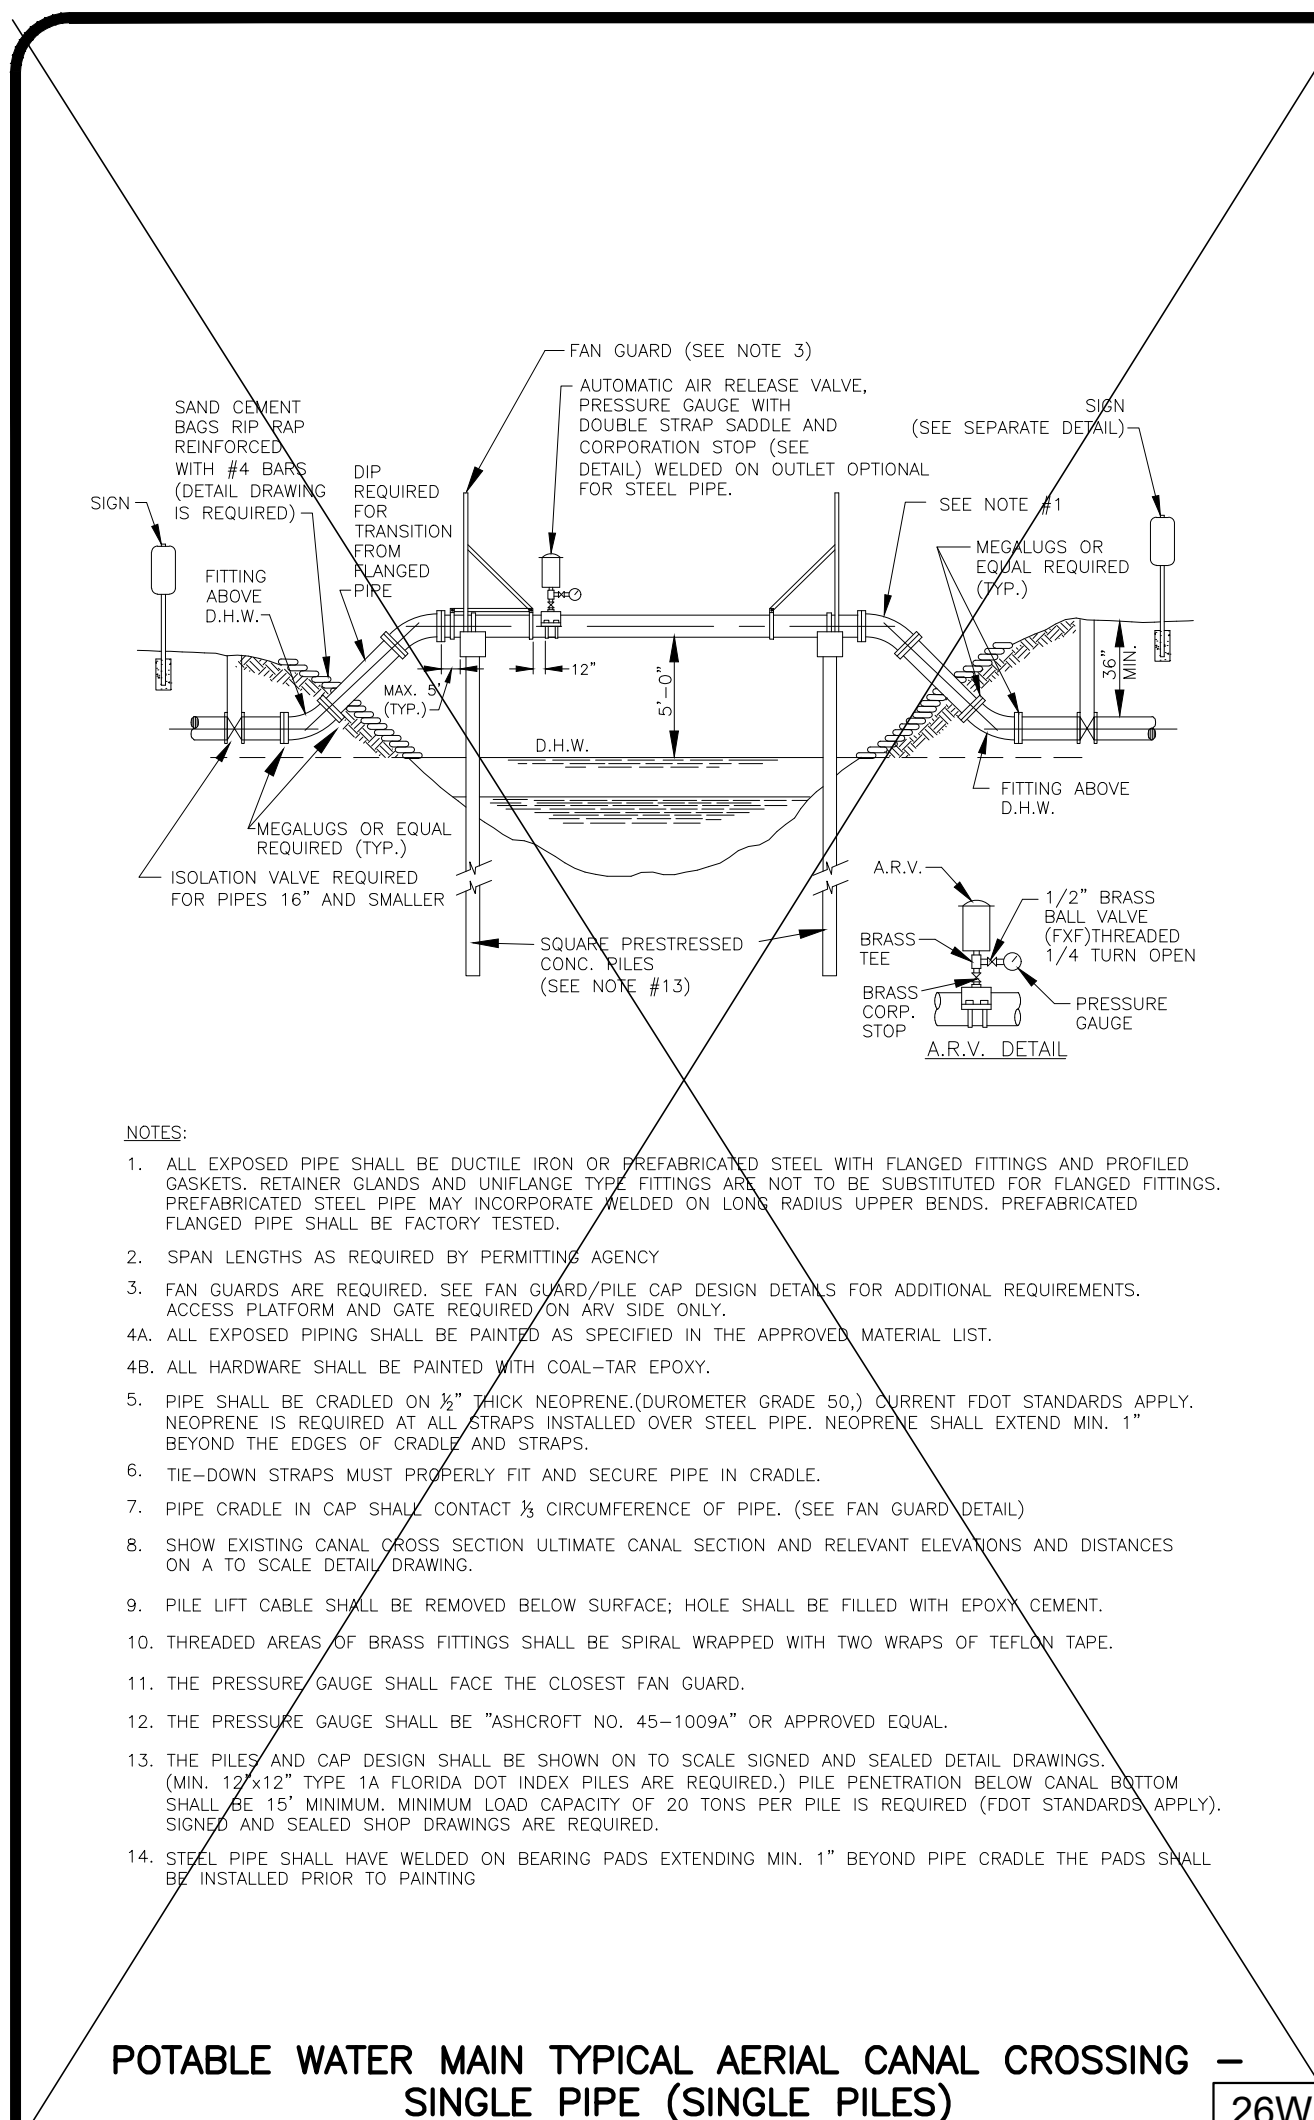 FAN GUARD (SEE NOTE 3)
AUTOMATIC AIR RELEASE VALVE,
PRESSURE GAUGE WITH
DOUBLE STRAP SADDLE AND
CORPORATION STOP (SEE
DETAIL) WELDED ON OUTLET OPTIONAL
FOR STEEL PIPE.
SIGN
(SEE SEPARATE DETAIL)
SAND CEMENT
BAGS RIP RAP
REINFORCED
WITH #4 BARS
(DETAIL DRAWING
IS REQUIRED)
SIGN
DIP
REQUIRED
FOR
TRANSITION
FROM
FLANGED
PIPE
SEE NOTE #1
MEGALUGS OR
EQUAL REQUIRED
(TYP.)
FITTING
ABOVE
D.H.W.
36"
MIN.
12"
MAX. 5'
(TYP.)
5'-0"
D.H.W.
FITTING ABOVE
D.H.W.
MEGALUGS OR EQUAL
REQUIRED (TYP.)
ISOLATION VALVE REQUIRED
FOR PIPES 16" AND SMALLER
SQUARE PRESTRESSED
CONC. PILES
(SEE NOTE #13)
A.R.V.
1/2" BRASS
BALL VALVE
(FXF)THREADED
1/4 TURN OPEN
BRASS
TEE
BRASS
CORP.
STOP
PRESSURE
GAUGE
A.R.V. DETAIL
NOTES:
1. ALL EXPOSED PIPE SHALL BE DUCTILE IRON OR PREFABRICATED STEEL WITH FLANGED FITTINGS AND PROFILED
GASKETS. RETAINER GLANDS AND UNIFLANGE TYPE FITTINGS ARE NOT TO BE SUBSTITUTED FOR FLANGED FITTINGS.
PREFABRICATED STEEL PIPE MAY INCORPORATE WELDED ON LONG RADIUS UPPER BENDS. PREFABRICATED
FLANGED PIPE SHALL BE FACTORY TESTED.
2. SPAN LENGTHS AS REQUIRED BY PERMITTING AGENCY
3. FAN GUARDS ARE REQUIRED. SEE FAN GUARD/PILE CAP DESIGN DETAILS FOR ADDITIONAL REQUIREMENTS.
ACCESS PLATFORM AND GATE REQUIRED ON ARV SIDE ONLY.
4A. ALL EXPOSED PIPING SHALL BE PAINTED AS SPECIFIED IN THE APPROVED MATERIAL LIST.
4B. ALL HARDWARE SHALL BE PAINTED WITH COAL-TAR EPOXY.
5. PIPE SHALL BE CRADLED ON ½" THICK NEOPRENE.(DUROMETER GRADE 50,) CURRENT FDOT STANDARDS APPLY.
NEOPRENE IS REQUIRED AT ALL STRAPS INSTALLED OVER STEEL PIPE. NEOPRENE SHALL EXTEND MIN. 1"
BEYOND THE EDGES OF CRADLE AND STRAPS.
6. TIE-DOWN STRAPS MUST PROPERLY FIT AND SECURE PIPE IN CRADLE.
7. PIPE CRADLE IN CAP SHALL CONTACT ⅓ CIRCUMFERENCE OF PIPE. (SEE FAN GUARD DETAIL)
8. SHOW EXISTING CANAL CROSS SECTION ULTIMATE CANAL SECTION AND RELEVANT ELEVATIONS AND DISTANCES
ON A TO SCALE DETAIL DRAWING.
9. PILE LIFT CABLE SHALL BE REMOVED BELOW SURFACE; HOLE SHALL BE FILLED WITH EPOXY CEMENT.
10. THREADED AREAS OF BRASS FITTINGS SHALL BE SPIRAL WRAPPED WITH TWO WRAPS OF TEFLON TAPE.
11. THE PRESSURE GAUGE SHALL FACE THE CLOSEST FAN GUARD.
12. THE PRESSURE GAUGE SHALL BE "ASHCROFT NO. 45-1009A" OR APPROVED EQUAL.
13. THE PILES AND CAP DESIGN SHALL BE SHOWN ON TO SCALE SIGNED AND SEALED DETAIL DRAWINGS.
(MIN. 12"x12" TYPE 1A FLORIDA DOT INDEX PILES ARE REQUIRED.) PILE PENETRATION BELOW CANAL BOTTOM
SHALL BE 15' MINIMUM. MINIMUM LOAD CAPACITY OF 20 TONS PER PILE IS REQUIRED (FDOT STANDARDS APPLY).
SIGNED AND SEALED SHOP DRAWINGS ARE REQUIRED.
14. STEEL PIPE SHALL HAVE WELDED ON BEARING PADS EXTENDING MIN. 1" BEYOND PIPE CRADLE THE PADS SHALL
BE INSTALLED PRIOR TO PAINTING
POTABLE WATER MAIN TYPICAL AERIAL CANAL CROSSING –
SINGLE PIPE (SINGLE PILES)
26W